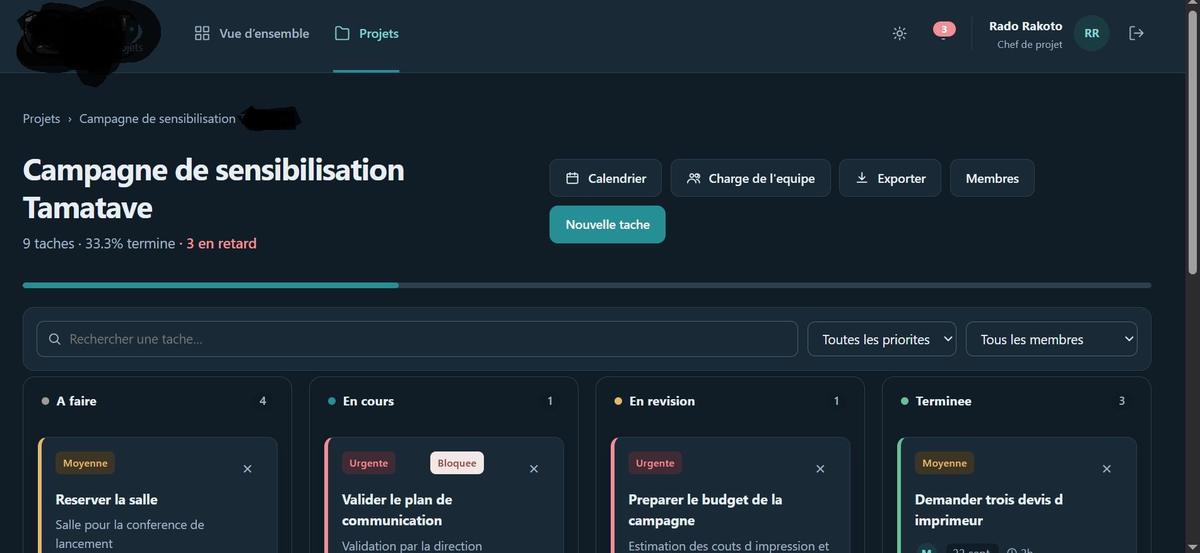 Vue d'ensemble
Projets
3
Rado Rakoto
Chef de projet
RR
Projets › Campagne de sensibilisation
Campagne de sensibilisation
Tamatave
9 taches · 33.3% termine · 3 en retard
Calendrier
Charge de l'equipe
Exporter
Membres
Nouvelle tache
Rechercher une tache...
Toutes les priorites
Tous les membres
A faire
4
Moyenne
Reserver la salle
Salle pour la conference de
lancement
En cours
1
Urgente
Bloquee
Valider le plan de
communication
Validation par la direction
En revision
1
Urgente
Preparer le budget de la
campagne
Estimation des couts d impression et
Terminee
3
Moyenne
Demander trois devis d
imprimeur